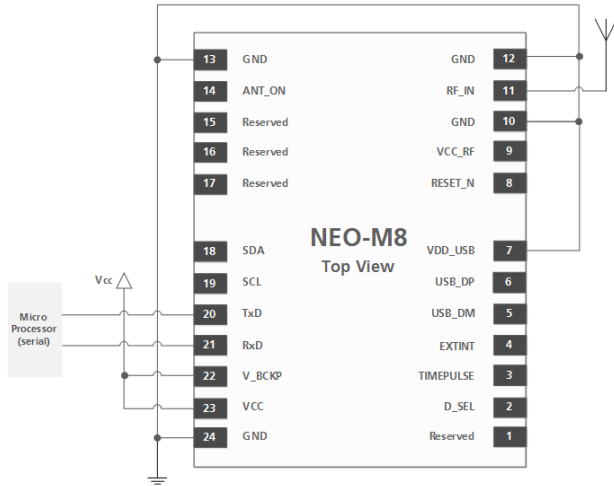 13 GND GND 12
14 ANT_ON RF_IN 11
15 Reserved GND 10
16 Reserved VCC_RF 9
17 Reserved RESET_N 8
NEO-M8
Top View
18 SDA VDD_USB 7
Vcc
19 SCL USB_DP 6
Micro
Processor
(serial)
20 TxD USB_DM 5
21 RxD EXTINT 4
22 V_BCKP TIMEPULSE 3
23 VCC D_SEL 2
24 GND Reserved 1